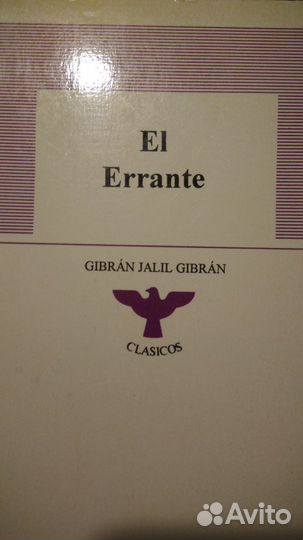 El
Errante
GIBRÁN JALIL GIBRÁN
CLASICOS
Avito